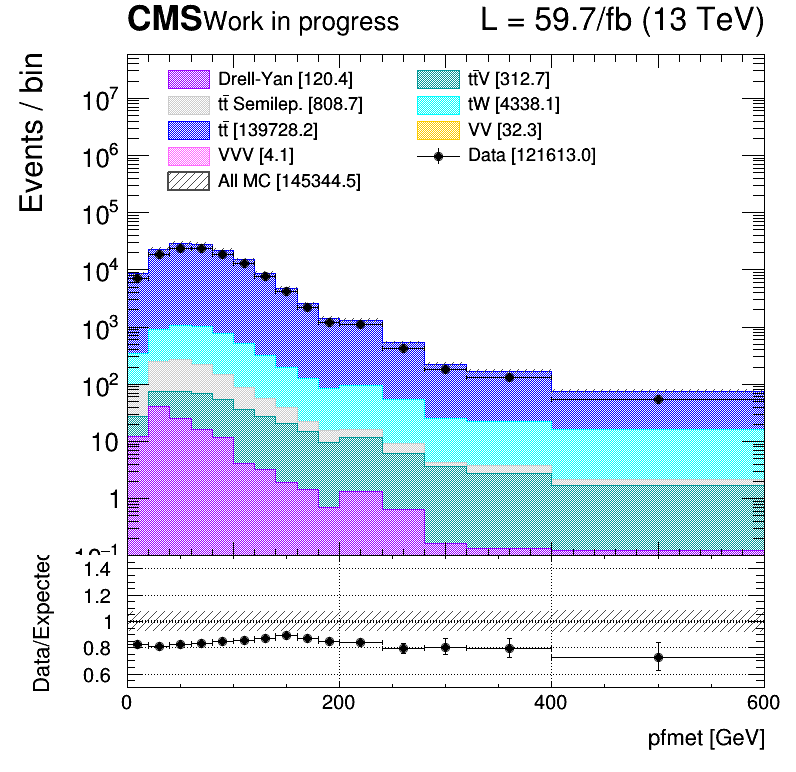 CMS Work in progress L = 59.7/fb (13 TeV)
Events / bin
Drell-Yan [120.4]
tt̄ Semilep. [808.7]
tt̄ [139728.2]
VVV [4.1]
All MC [145344.5]
tt̄V [312.7]
tW [4338.1]
VV [32.3]
Data [121613.0]
10⁷
10⁶
10⁵
10⁴
10³
10²
10
1
10⁻¹
Data/Expected
1.4
1.2
1
0.8
0.6
0 200 400 600
pfmet [GeV]